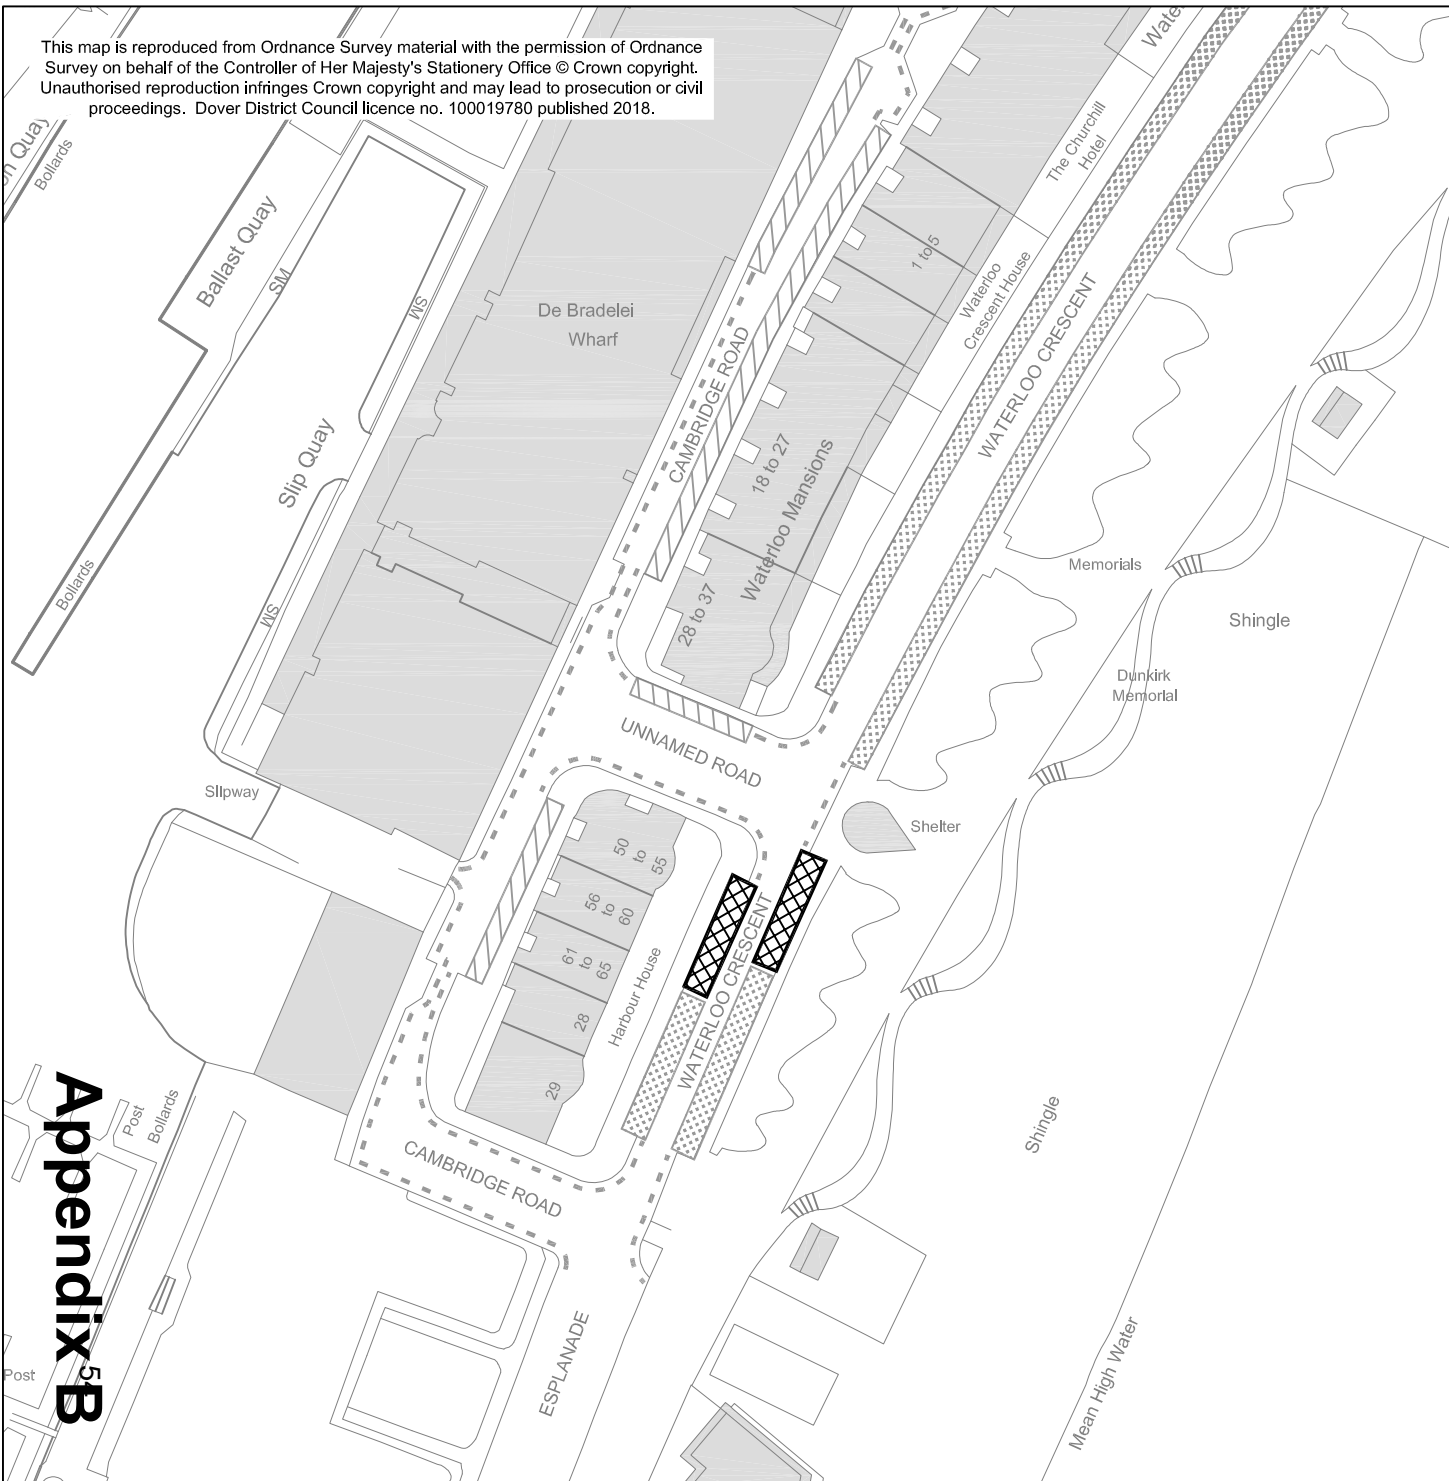 This map is reproduced from Ordnance Survey material with the permission of Ordnance
Survey on behalf of the Controller of Her Majesty's Stationery Office © Crown copyright.
Unauthorised reproduction infringes Crown copyright and may lead to prosecution or civil
proceedings. Dover District Council licence no. 100019780 published 2018.
Quay
Bollards
Ballast Quay
SM
SM
Slip Quay
Bollards
SM
De Bradelei
Wharf
CAMBRIDGE ROAD
The Churchill
Hotel
1 to 5
Waterloo
Crescent House
WATERLOO CRESCENT
18 to 27
Waterloo Mansions
28 to 37
Memorials
Shingle
Dunkirk
Memorial
UNNAMED ROAD
Slipway
Shelter
50
to
55
56
to
60
61
to
65
28
29
Harbour House
WATERLOO CRESCENT
WATERLOO CRESCENT
CAMBRIDGE ROAD
Post
Bollards
Shingle
ESPLANADE
Mean High Water
Post
Appendix B